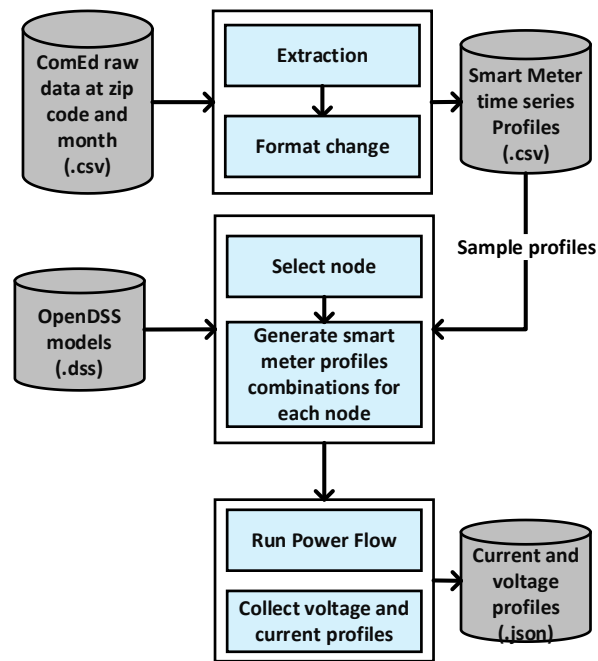 ComEd raw
data at zip
code and
month
(.csv)
Extraction
Format change
Smart Meter
time series
Profiles
(.csv)
Sample profiles
OpenDSS
models
(.dss)
Select node
Generate smart
meter profiles
combinations for
each node
Run Power Flow
Collect voltage and
current profiles
Current and
voltage
profiles
(.json)